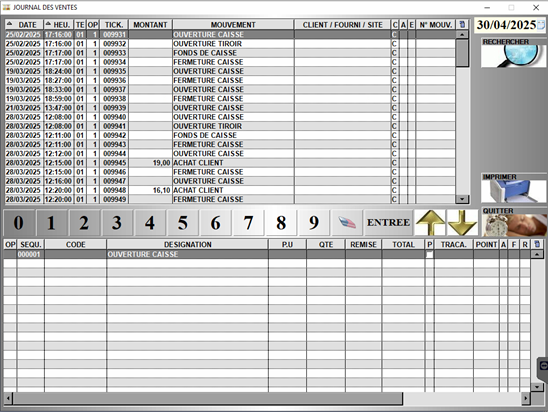 JOURNAL DES VENTES
DATE HEU. TE OP TICK. MONTANT MOUVEMENT CLIENT / FOURNI / SITE C A E N° MOUV. 30/04/2025
25/02/2025 17:16:00 01 1 009931 OUVERTURE CAISSE C
25/02/2025 17:16:00 01 1 009932 OUVERTURE TIROIR C
25/02/2025 17:17:00 01 1 009933 FONDS DE CAISSE C
25/02/2025 17:17:00 01 1 009934 FERMETURE CAISSE C
19/03/2025 18:24:00 01 1 009935 OUVERTURE CAISSE C
19/03/2025 18:27:00 01 1 009936 FERMETURE CAISSE C
19/03/2025 18:33:00 01 1 009937 OUVERTURE CAISSE C
19/03/2025 18:59:00 01 1 009938 FERMETURE CAISSE C
21/03/2025 13:47:00 01 1 009939 OUVERTURE CAISSE C
28/03/2025 12:08:00 01 1 009940 OUVERTURE CAISSE C
28/03/2025 12:08:00 01 1 009941 OUVERTURE TIROIR C
28/03/2025 12:11:00 01 1 009942 FONDS DE CAISSE C
28/03/2025 12:11:00 01 1 009943 FERMETURE CAISSE C
28/03/2025 12:12:00 01 1 009944 OUVERTURE CAISSE C
28/03/2025 12:15:00 01 1 009945 19,00 ACHAT CLIENT C
28/03/2025 12:15:00 01 1 009946 FERMETURE CAISSE C
28/03/2025 12:16:00 01 1 009947 OUVERTURE CAISSE C
28/03/2025 12:20:00 01 1 009948 16,10 ACHAT CLIENT C
28/03/2025 12:20:00 01 1 009949 FERMETURE CAISSE C
RECHERCHER
IMPRIMER
QUITTER
0 1 2 3 4 5 6 7 8 9 ENTREE
OP SEQU. CODE DESIGNATION P.U QTE REMISE TOTAL P TRACA. POINT A F R
000001 OUVERTURE CAISSE